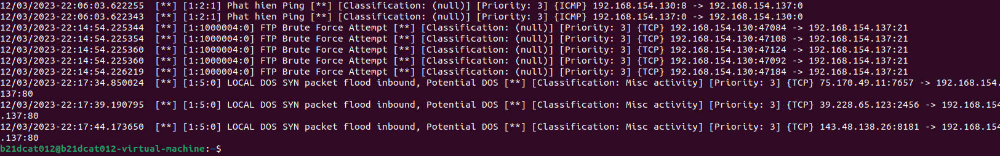 12/03/2023-22:06:03.622255  [**] [1:2:1] Phat hien Ping [**] [Classification: (null)] [Priority: 3] {ICMP} 192.168.154.130:8 -> 192.168.154.137:0
12/03/2023-22:06:03.622343  [**] [1:2:1] Phat hien Ping [**] [Classification: (null)] [Priority: 3] {ICMP} 192.168.154.137:0 -> 192.168.154.130:0
12/03/2023-22:14:54.225344  [**] [1:1000004:0] FTP Brute Force Attempt [**] [Classification: (null)] [Priority: 3] {TCP} 192.168.154.130:47084 -> 192.168.154.137:21
12/03/2023-22:14:54.225354  [**] [1:1000004:0] FTP Brute Force Attempt [**] [Classification: (null)] [Priority: 3] {TCP} 192.168.154.130:47108 -> 192.168.154.137:21
12/03/2023-22:14:54.225360  [**] [1:1000004:0] FTP Brute Force Attempt [**] [Classification: (null)] [Priority: 3] {TCP} 192.168.154.130:47124 -> 192.168.154.137:21
12/03/2023-22:14:54.225360  [**] [1:1000004:0] FTP Brute Force Attempt [**] [Classification: (null)] [Priority: 3] {TCP} 192.168.154.130:47092 -> 192.168.154.137:21
12/03/2023-22:14:54.226219  [**] [1:1000004:0] FTP Brute Force Attempt [**] [Classification: (null)] [Priority: 3] {TCP} 192.168.154.130:47184 -> 192.168.154.137:21
12/03/2023-22:17:34.850024  [**] [1:5:0] LOCAL DOS SYN packet flood inbound, Potential DOS [**] [Classification: Misc activity] [Priority: 3] {TCP} 75.170.49.11:7657 -> 192.168.154.
137:80
12/03/2023-22:17:39.190795  [**] [1:5:0] LOCAL DOS SYN packet flood inbound, Potential DOS [**] [Classification: Misc activity] [Priority: 3] {TCP} 39.228.65.123:2456 -> 192.168.154
.137:80
12/03/2023-22:17:44.173650  [**] [1:5:0] LOCAL DOS SYN packet flood inbound, Potential DOS [**] [Classification: Misc activity] [Priority: 3] {TCP} 143.48.138.26:8181 -> 192.168.154
.137:80
b21dcat012@b21dcat012-virtual-machine:~$